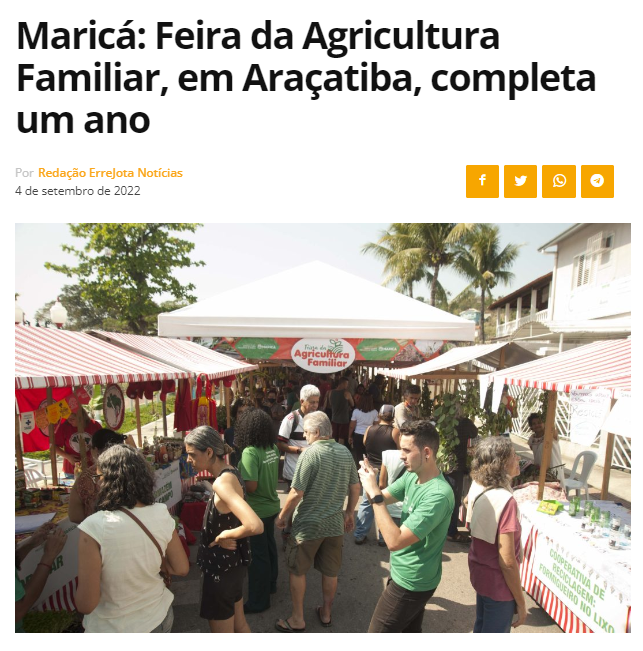 Maricá: Feira da Agricultura
Familiar, em Araçatiba, completa
um ano
Por Redação ErreJota Notícias
4 de setembro de 2022
Feira da
Agricultura
Familiar
COOPERATIVA DE
RECICLAGEM:
FORMIGUEIRO NO LIXO